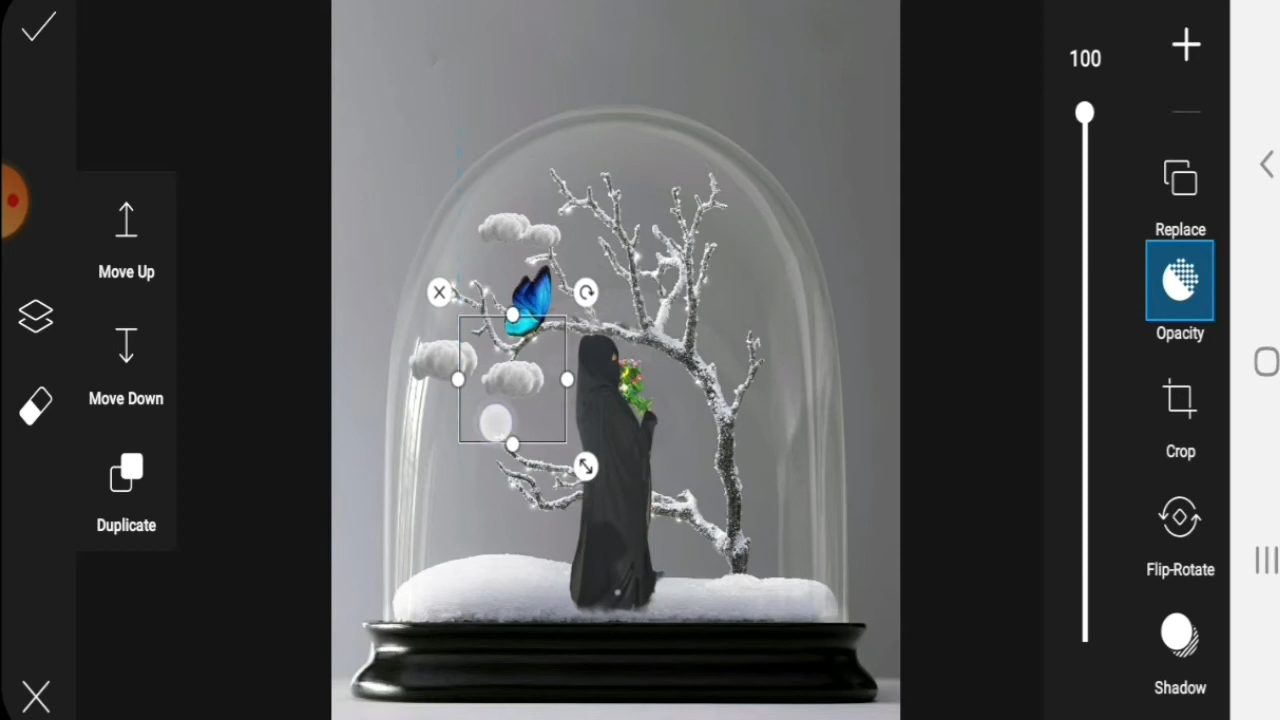 Move Up
Move Down
Duplicate
100
Replace
Opacity
Crop
Flip-Rotate
Shadow